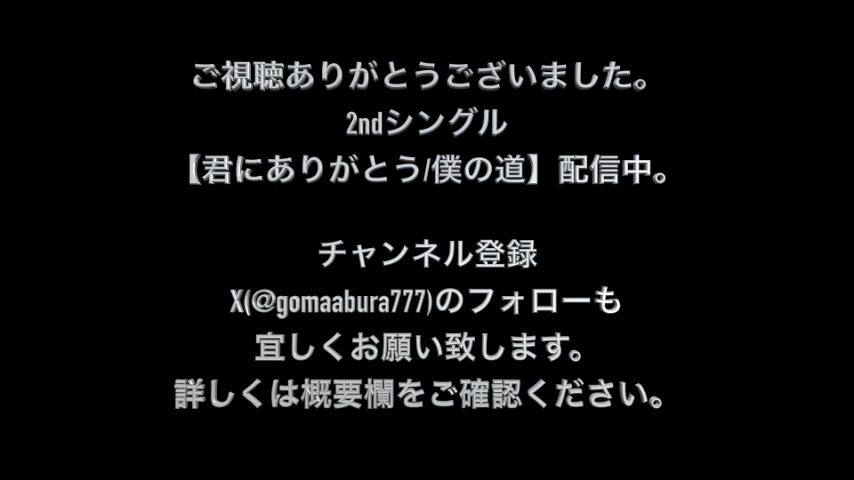 ご視聴ありがとうございました。
2ndシングル
【君にありがとう/僕の道】配信中。
チャンネル登録
X(@gomaabura777)のフォローも
宜しくお願い致します。
詳しくは概要欄をご確認ください。